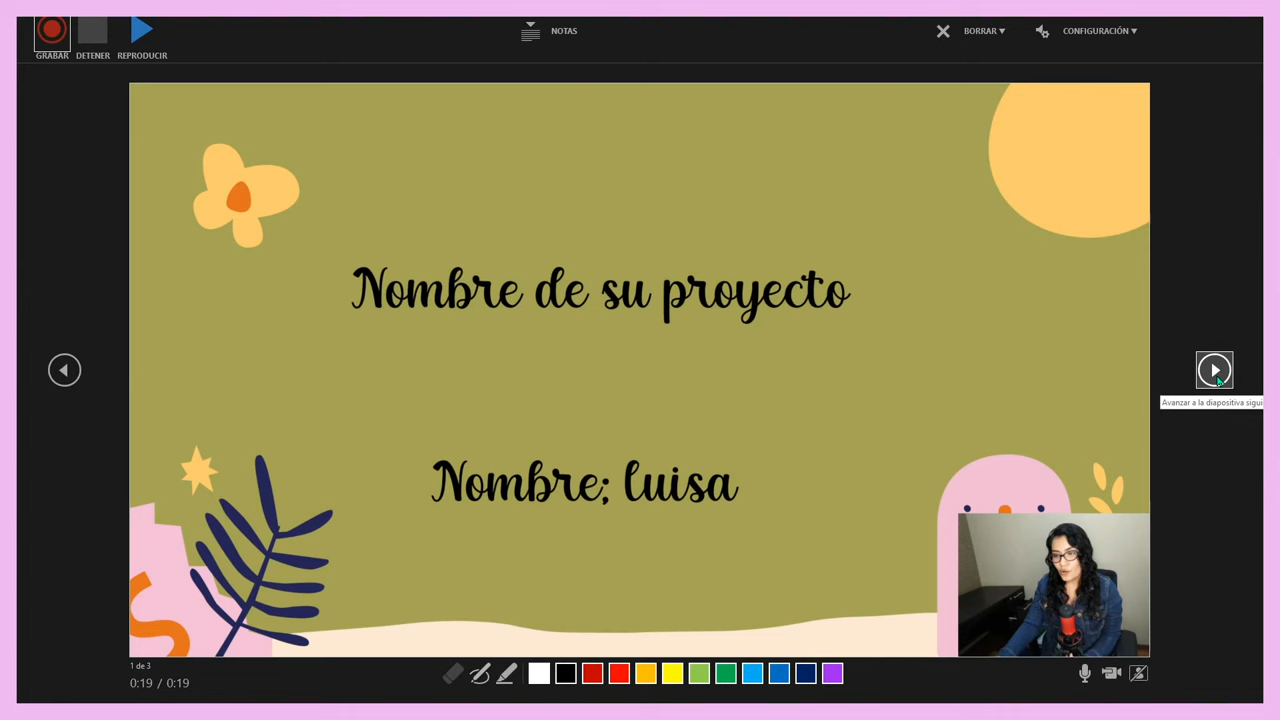 GRABAR
DETENER
REPRODUCIR
NOTAS
BORRAR
CONFIGURACIÓN
Nombre de su proyecto
Nombre; luisa
S
Avanzar a la diapositiva sigui
1 de 3
0:19 / 0:19